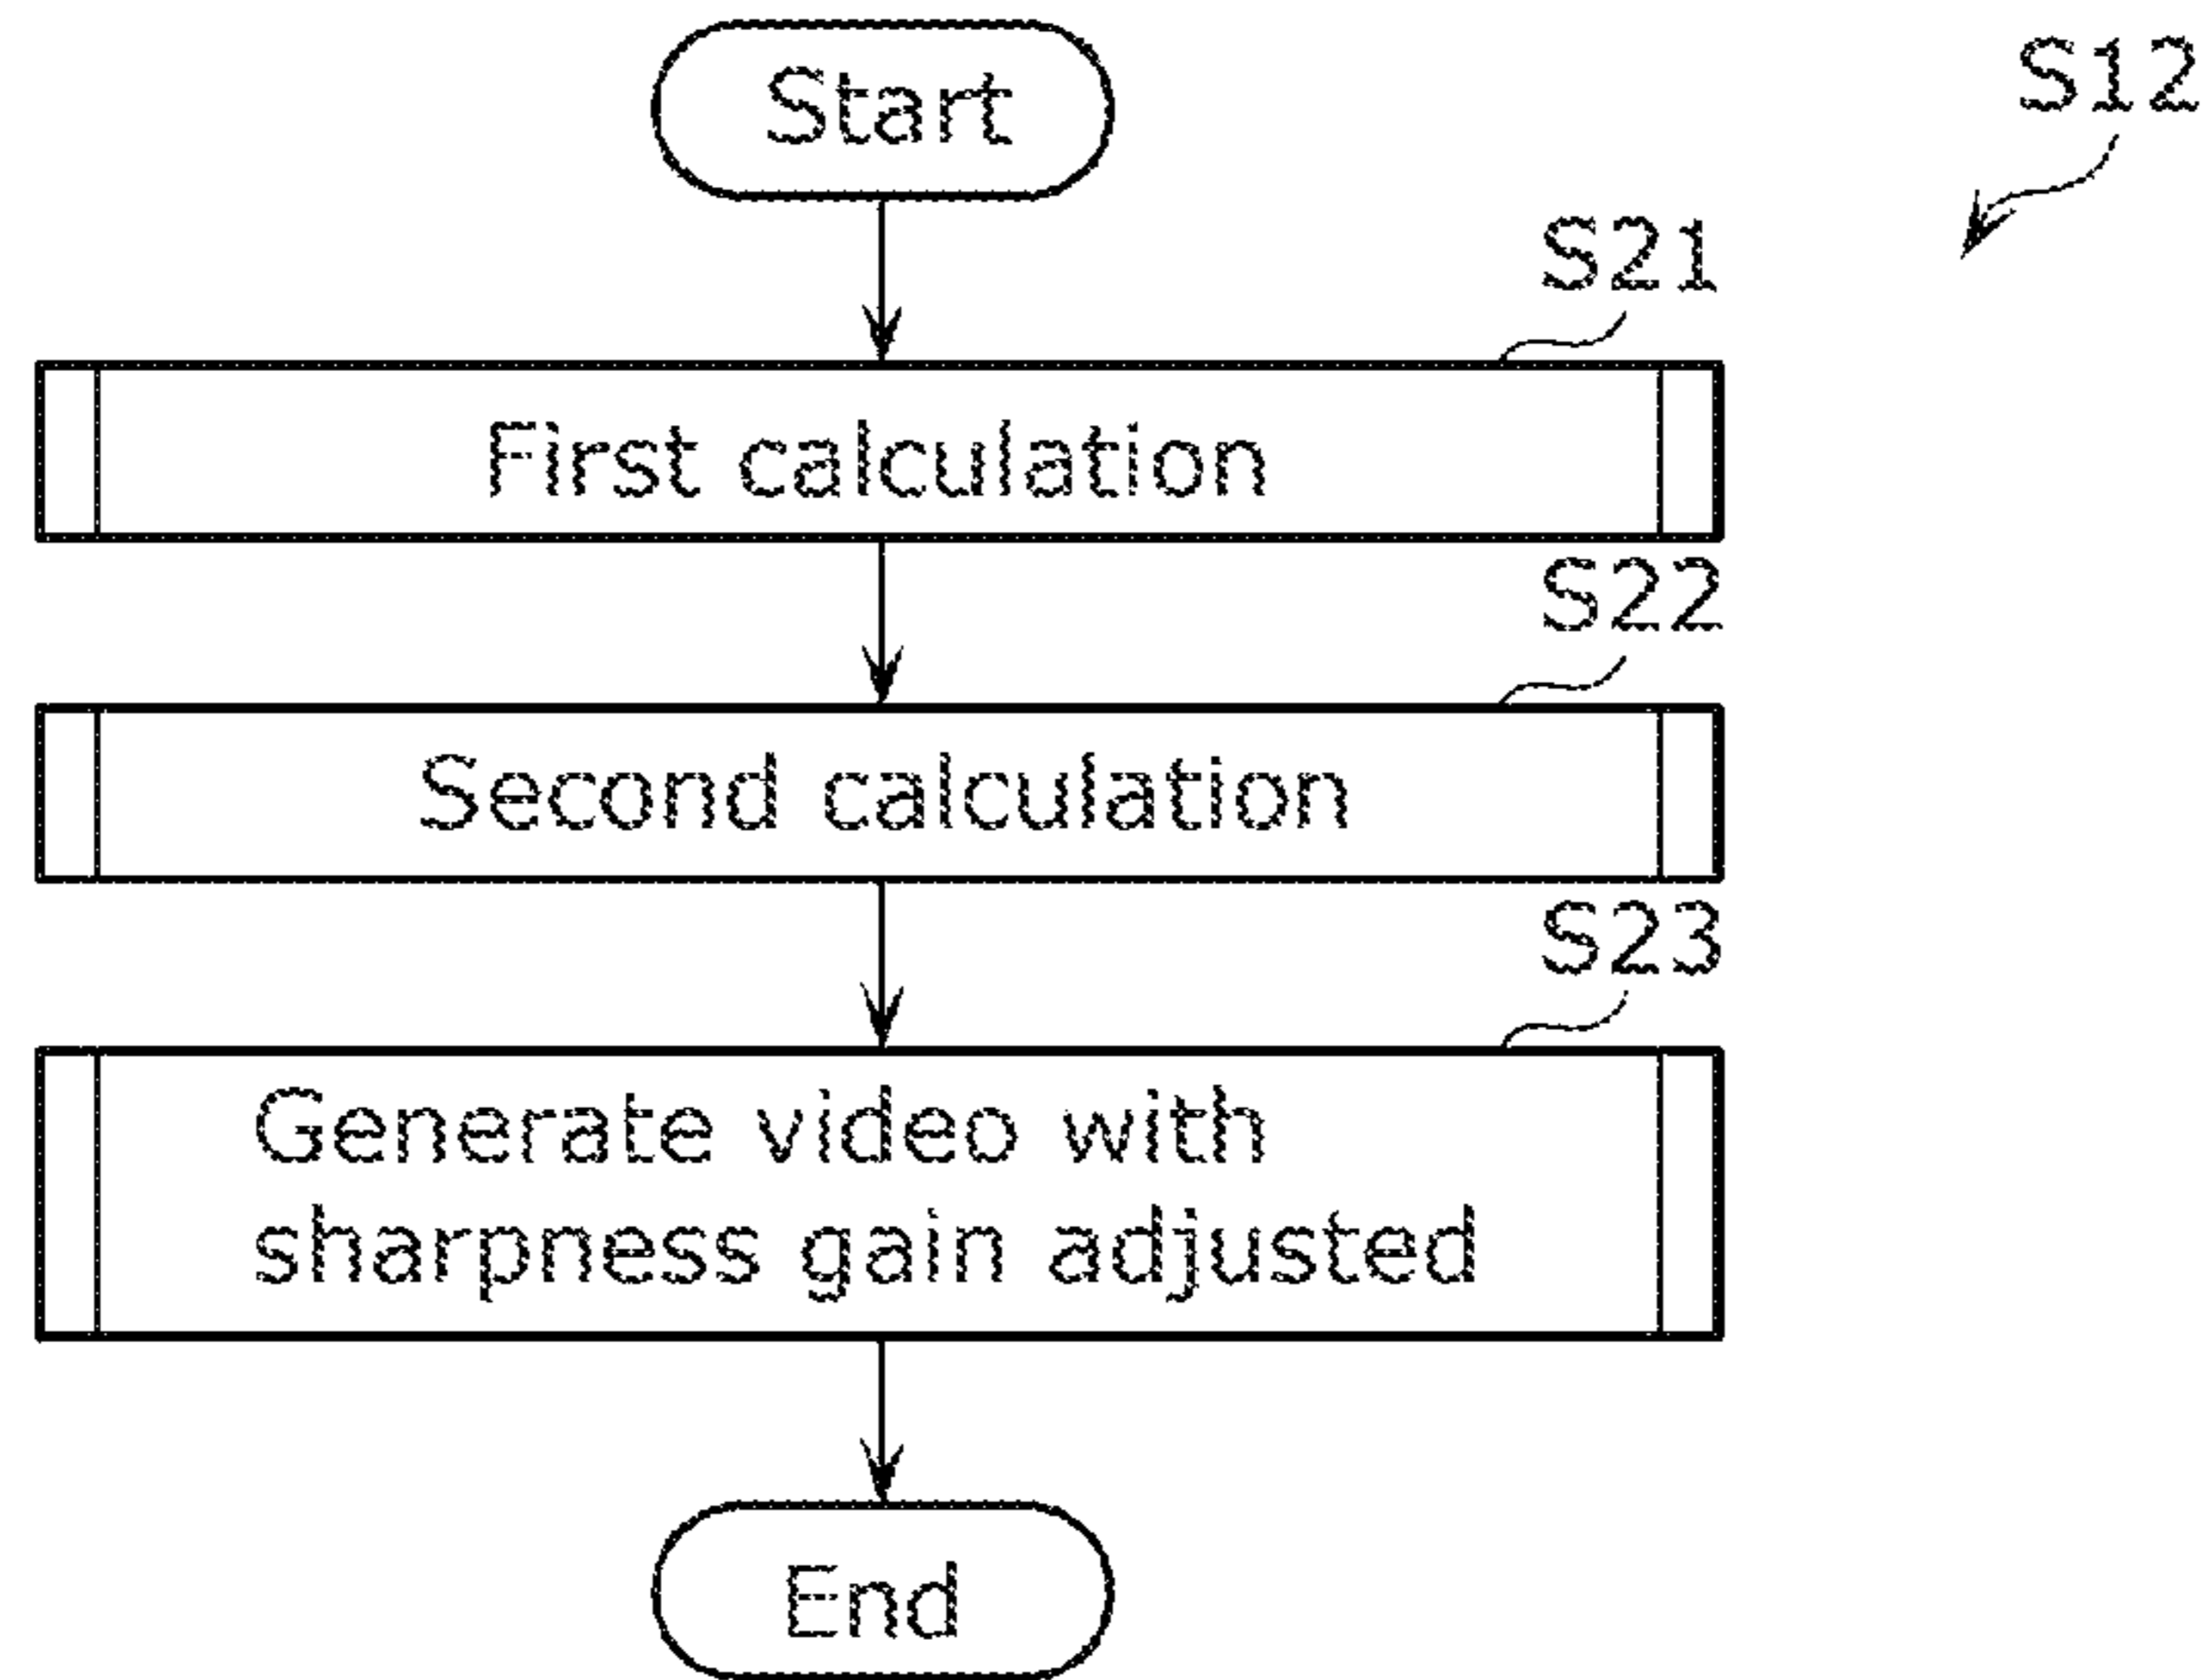 Start
S12
S21
First calculation
S22
Second calculation
S23
Generate video with
sharpness gain adjusted
End